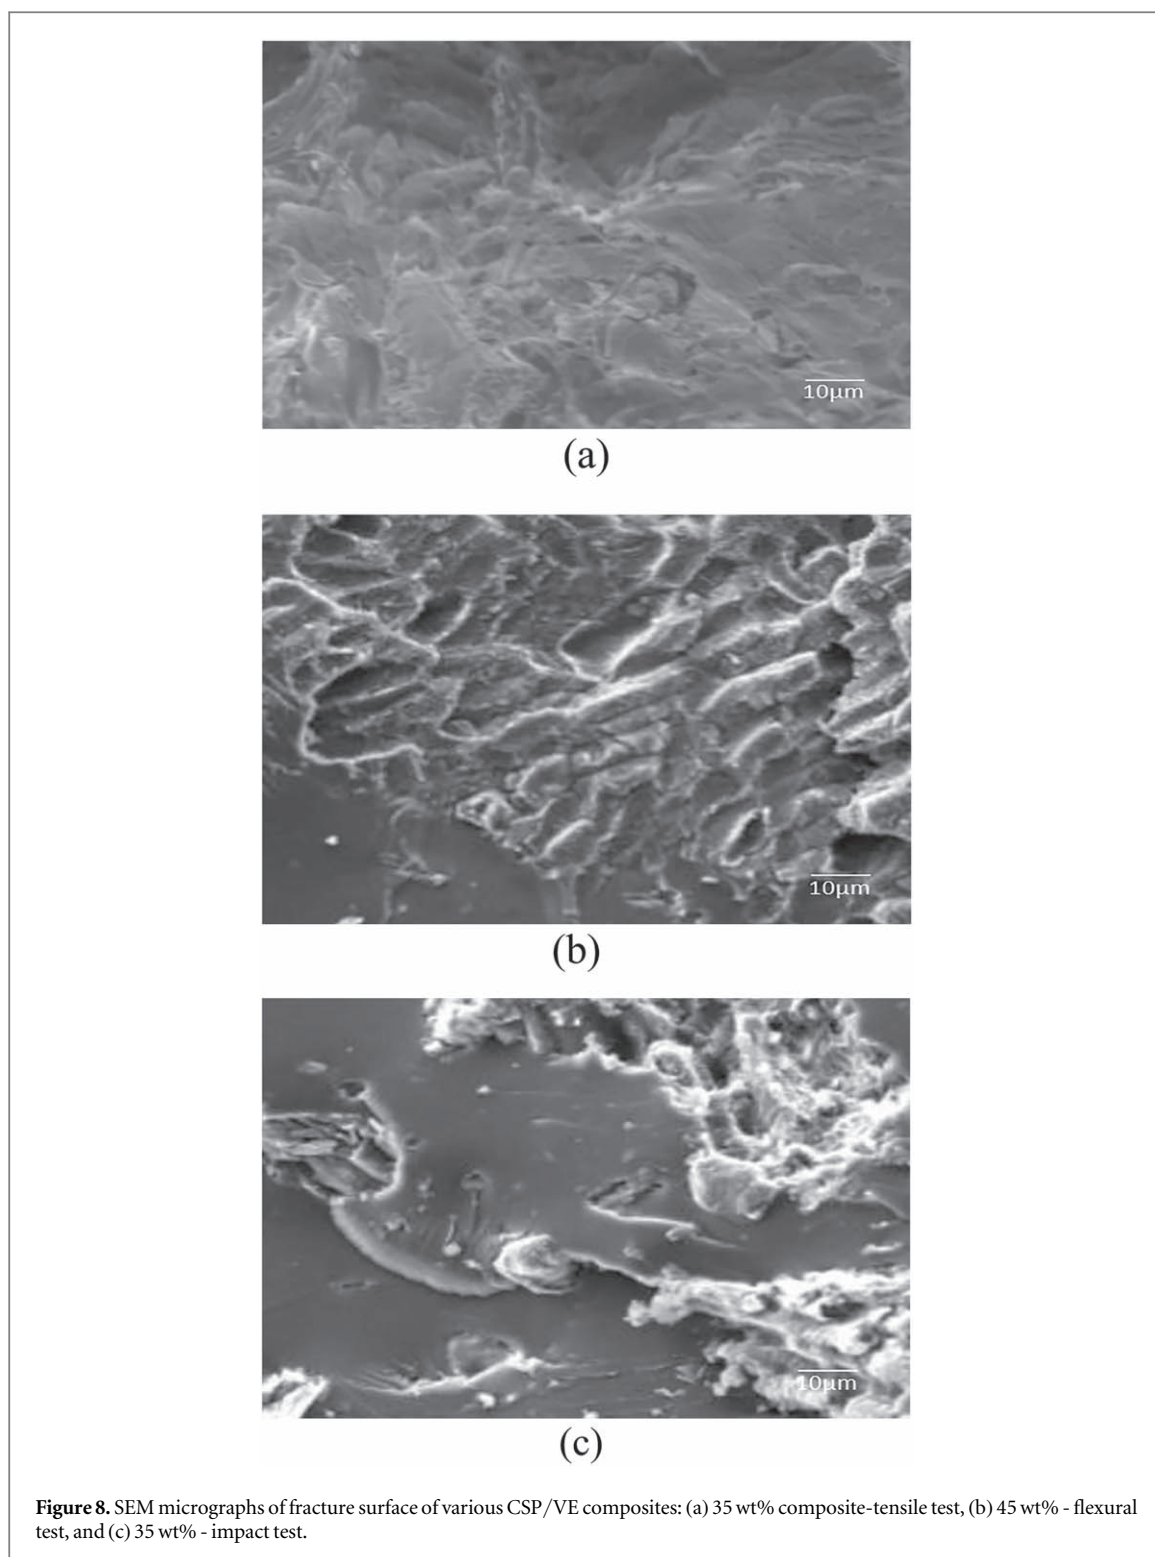 10μm
(a)
10μm
(b)
10μm
(c)
Figure 8. SEM micrographs of fracture surface of various CSP/VE composites: (a) 35 wt% composite-tensile test, (b) 45 wt% - flexural
test, and (c) 35 wt% - impact test.